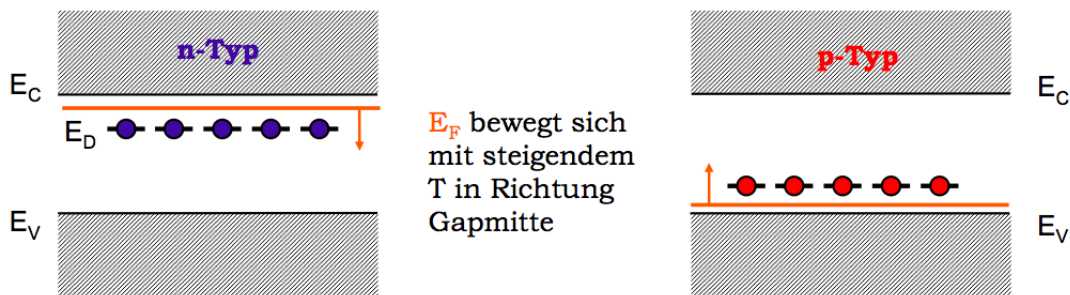 n-Typ
E_C
E_D
E_V
E_F bewegt sich
mit steigendem
T in Richtung
Gapmitte
p-Typ
E_C
E_V